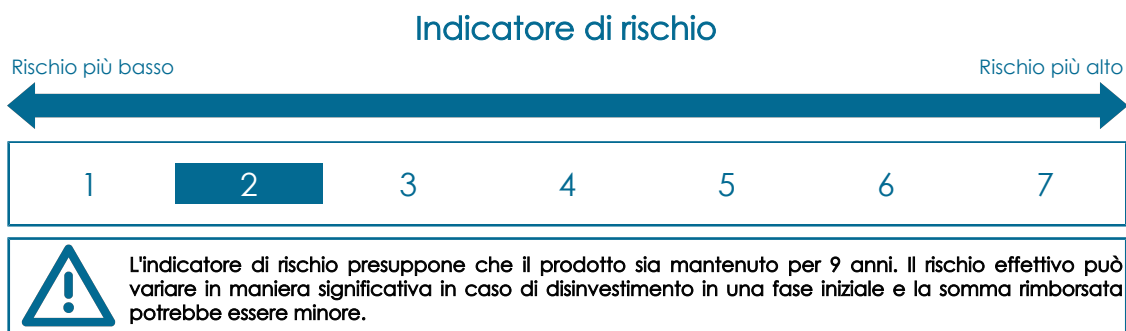 Indicatore di rischio
Rischio più basso
Rischio più alto
1 2 3 4 5 6 7
L'indicatore di rischio presuppone che il prodotto sia mantenuto per 9 anni. Il rischio effettivo può
variare in maniera significativa in caso di disinvestimento in una fase iniziale e la somma rimborsata
potrebbe essere minore.